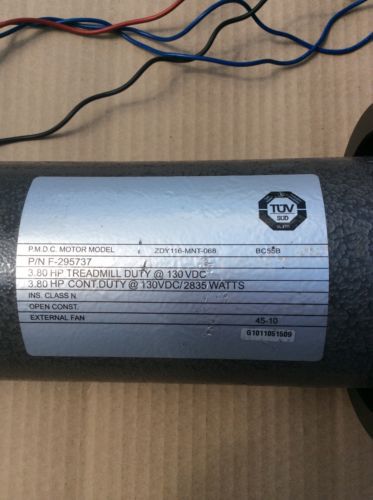 TÜV
SUD
P.M.D.C. MOTOR MODEL ZDY116-MNT-068 BC55B
P/N F-295737
3.80 HP TREADMILL DUTY @ 130 VDC
3.80 HP CONT.DUTY @ 130VDC/2835 WATTS
INS. CLASS N.
OPEN CONST.
EXTERNAL FAN 45-10
G1011051509